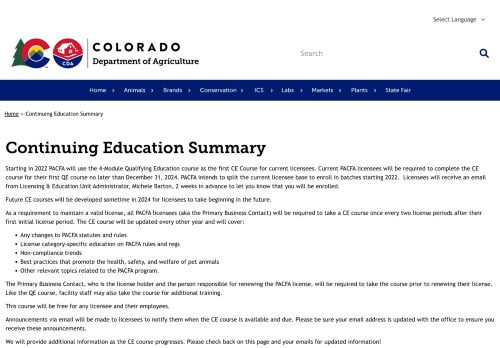 Select Language
COLORADO
Department of Agriculture
CDA
Search
Home > Animals > Brands > Conservation > ICS > Labs > Markets > Plants > State Fair
Home > Continuing Education Summary
Continuing Education Summary
Starting in 2022 PACFA will use the 4-Module Qualifying Education course as the first CE Course for current licensees. Current PACFA licensees will be required to complete the CE
course for their first QE course no later than December 31, 2024. PACFA intends to split the current licensee base to enroll in batches starting 2022. Licensees will receive an email
from Licensing & Education Unit Administrator, Michele Barton, 2 weeks in advance to let you know that you will be enrolled.
Future CE courses will be developed sometime in 2024 for licensees to take beginning in the future.
As a requirement to maintain a valid license, all PACFA licensees (aka the Primary Business Contact) will be required to take a CE course once every two license periods after their
first initial license period. The CE course will be updated every other year and will cover:
• Any changes to PACFA statutes and rules
• License category-specific education on PACFA rules and regs
• Non-compliance trends
• Best practices that promote the health, safety, and welfare of pet animals
• Other relevant topics related to the PACFA program.
The Primary Business Contact, who is the license holder and the person responsible for renewing the PACFA license, will be required to take the course prior to renewing their license.
Like the QE course, facility staff may also take the course for additional training.
This course will be free for any licensee and their employees.
Announcements via email will be made to licensees to notify them when the CE course is available and due. Please be sure your email address is updated with the office to ensure you
receive these announcements.
We will provide additional information as the CE course progresses. Please check back on this page and your emails for updated information!